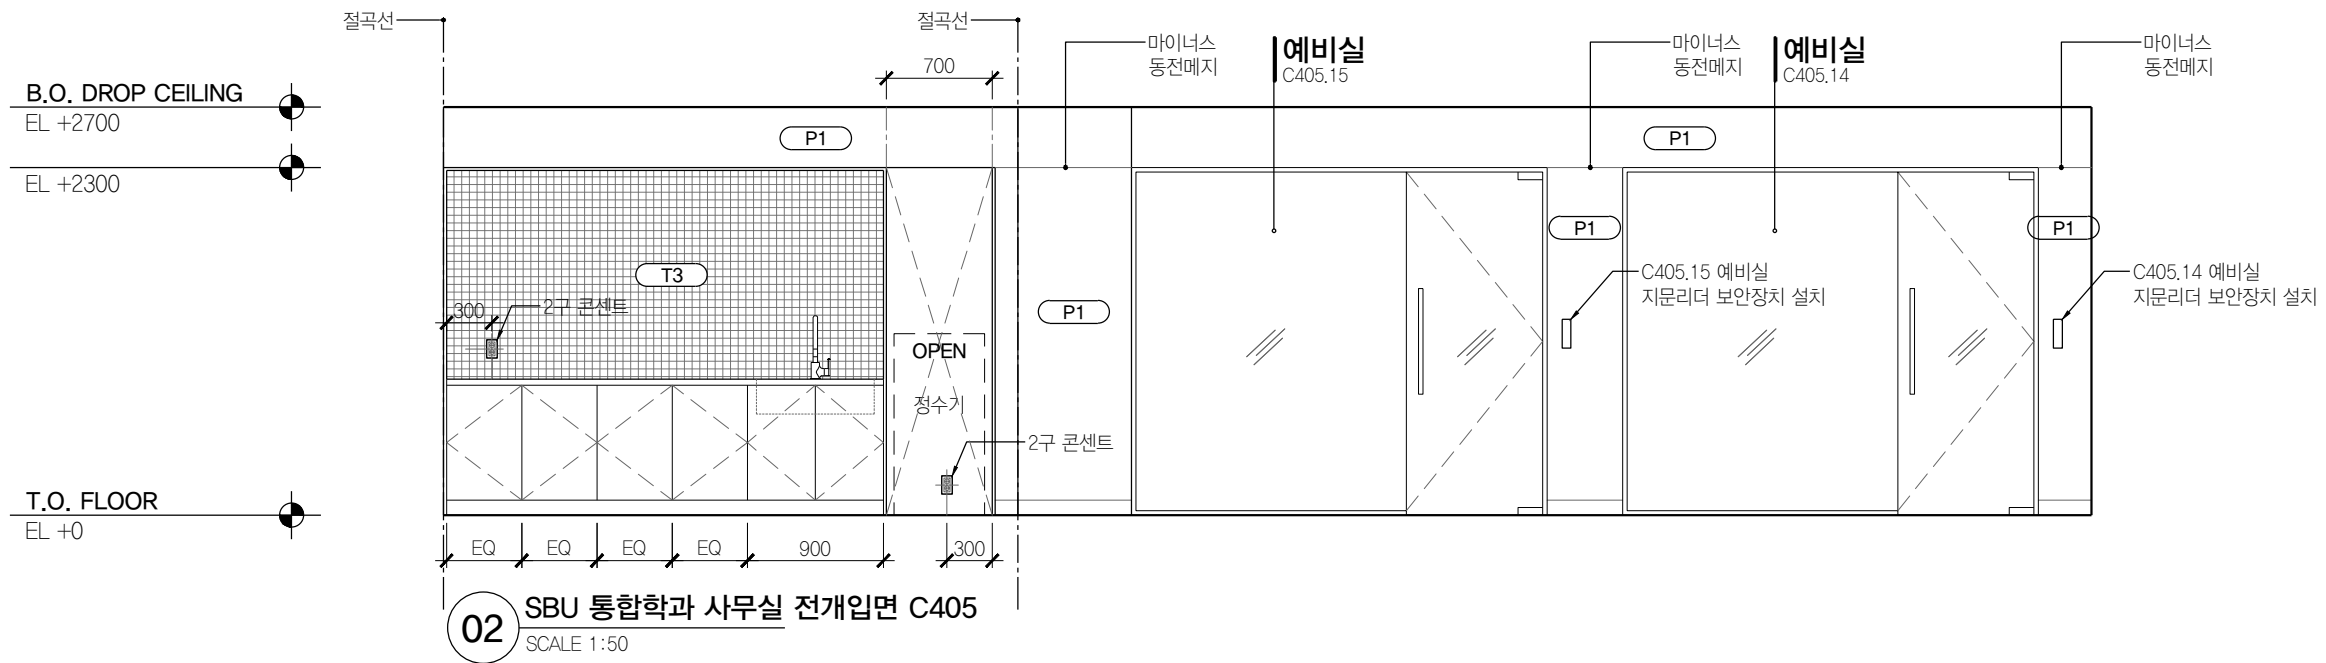 절곡선
절곡선
마이너스
동전메지
예비실
C405.15
마이너스
동전메지
예비실
C405.14
마이너스
동전메지
700
B.O. DROP CEILING
EL +2700
P1
P1
EL +2300
P1
P1
T3
C405.15 예비실
지문리더 보안장치 설치
C405.14 예비실
지문리더 보안장치 설치
300
2구 콘센트
P1
OPEN
정수기
2구 콘센트
T.O. FLOOR
EL +0
EQ
EQ
EQ
EQ
900
300
02
SBU 통합학과 사무실 전개입면 C405
SCALE 1:50